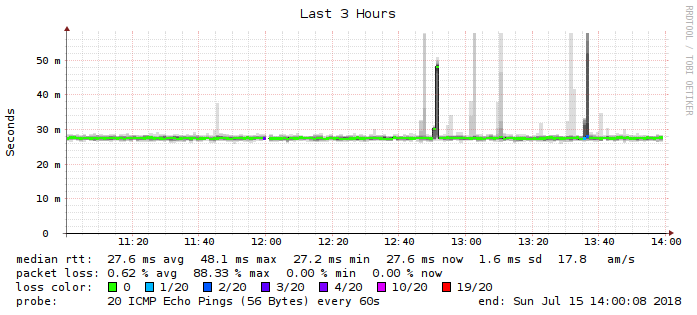 Last 3 Hours
RRDTOOL / TOBI OETIKER
Seconds
50 m
40 m
30 m
20 m
10 m
0
11:20 11:40 12:00 12:20 12:40 13:00 13:20 13:40 14:00
median rtt: 27.6 ms avg 48.1 ms max 27.2 ms min 27.6 ms now 1.6 ms sd 17.8 am/s
packet loss: 0.62 % avg 88.33 % max 0.00 % min 0.00 % now
loss color: 0 1/20 2/20 3/20 4/20 10/20 19/20
probe: 20 ICMP Echo Pings (56 Bytes) every 60s end: Sun Jul 15 14:00:08 2018